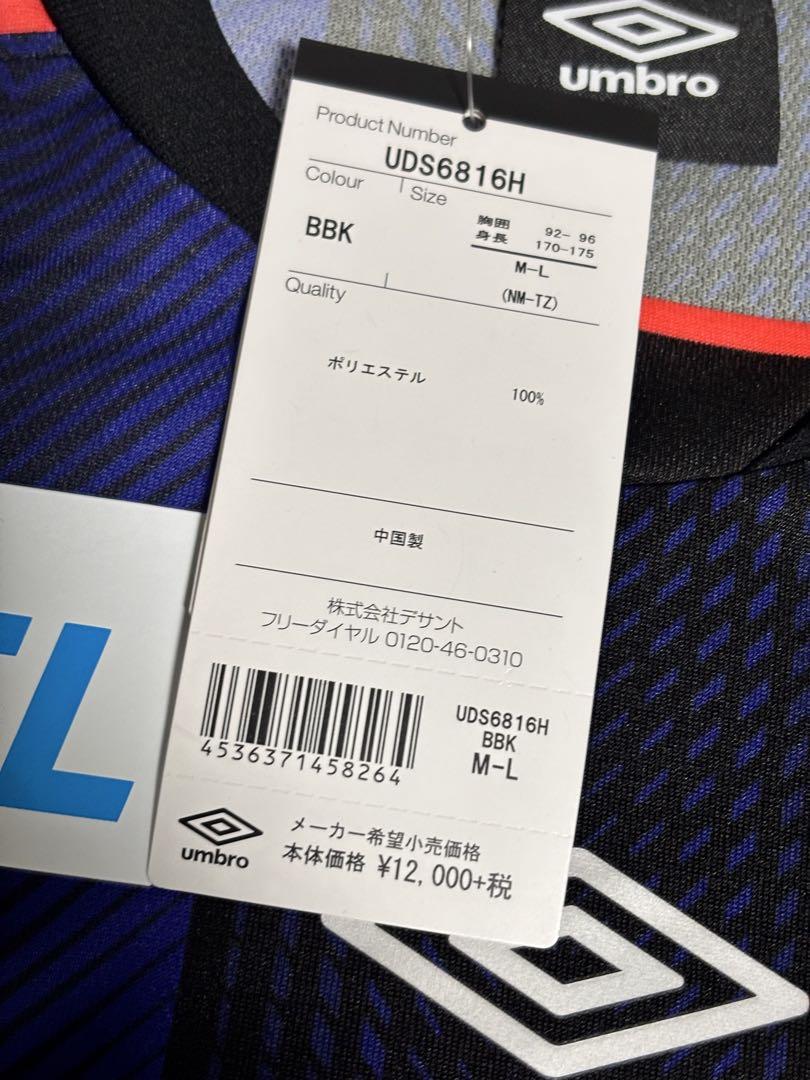 umbro
Product Number
UDS6816H
Colour
Size
BBK
胸囲 92- 96
身長 170-175
M-L
(NM-TZ)
Quality
ポリエステル 100%
中国製
株式会社デサント
フリーダイヤル 0120-46-0310
4536371458264
UDS6816H
BBK
M-L
umbro
メーカー希望小売価格
本体価格 ¥12,000+税
L